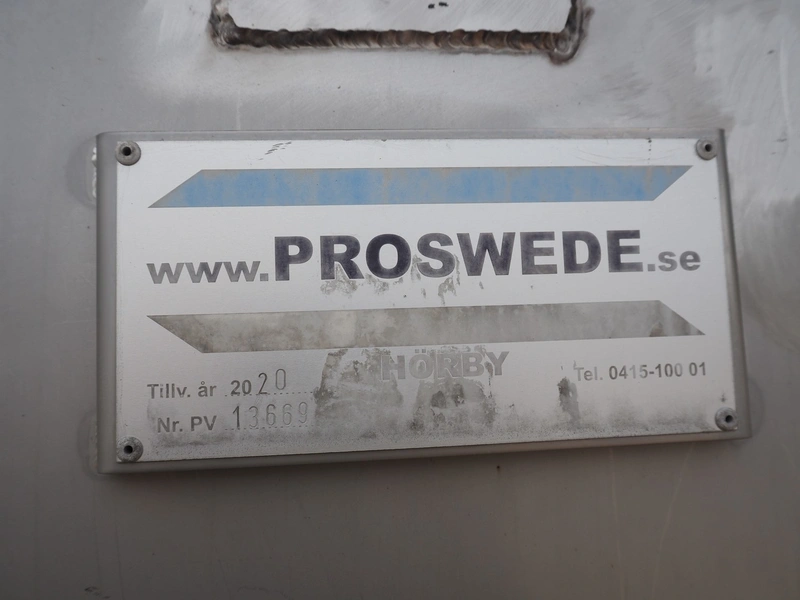 www.PROSWEDE.se
HÖRBY
Tillv. år 2020
Tel. 0415-100 01
Nr. PV 13669